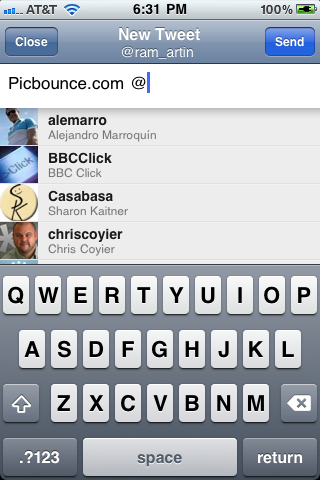 AT&T 6:31 PM 100%
Close New Tweet Send
@ram_artin
Picbounce.com @
alemarro
Alejandro Marroquín
Click
BBCClick
BBC Click
Casabasa
Sharon Kaitner
chriscoyier
Chris Coyier
Q W E R T Y U I O P
A S D F G H J K L
Z X C V B N M
.?123 space return